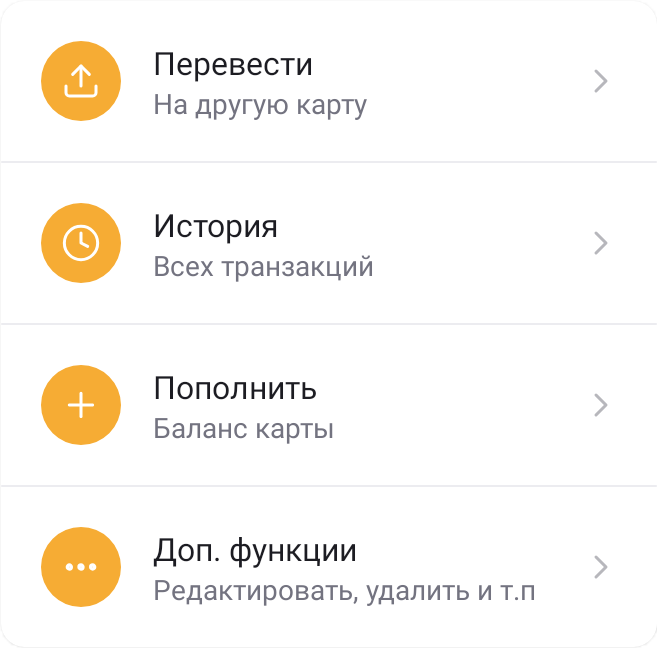 Перевести
На другую карту
История
Всех транзакций
Пополнить
Баланс карты
Доп. функции
Редактировать, удалить и т.п